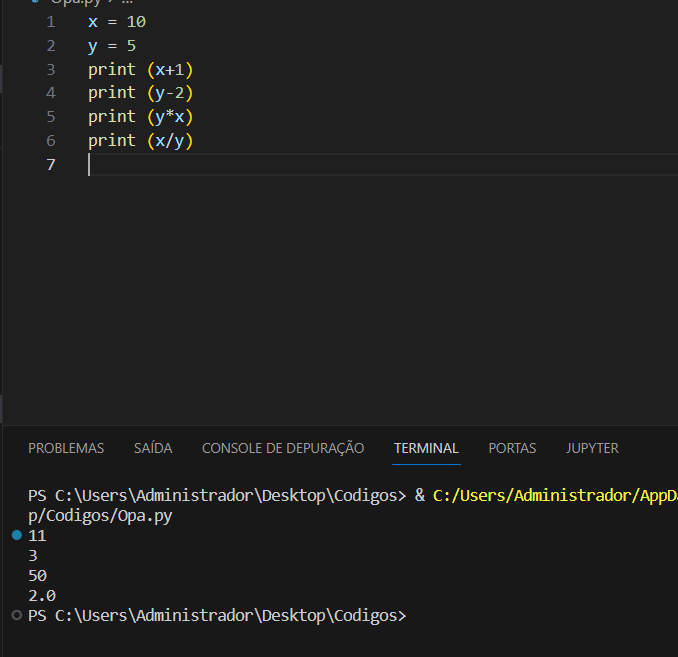 Opa.py > ...
1 x = 10
2 y = 5
3 print (x+1)
4 print (y-2)
5 print (y*x)
6 print (x/y)
7
PROBLEMAS SAÍDA CONSOLE DE DEPURAÇÃO TERMINAL PORTAS JUPYTER
PS C:\Users\Administrador\Desktop\Codigos> & C:/Users/Administrador/AppDa
p/Codigos/Opa.py
11
3
50
2.0
PS C:\Users\Administrador\Desktop\Codigos>